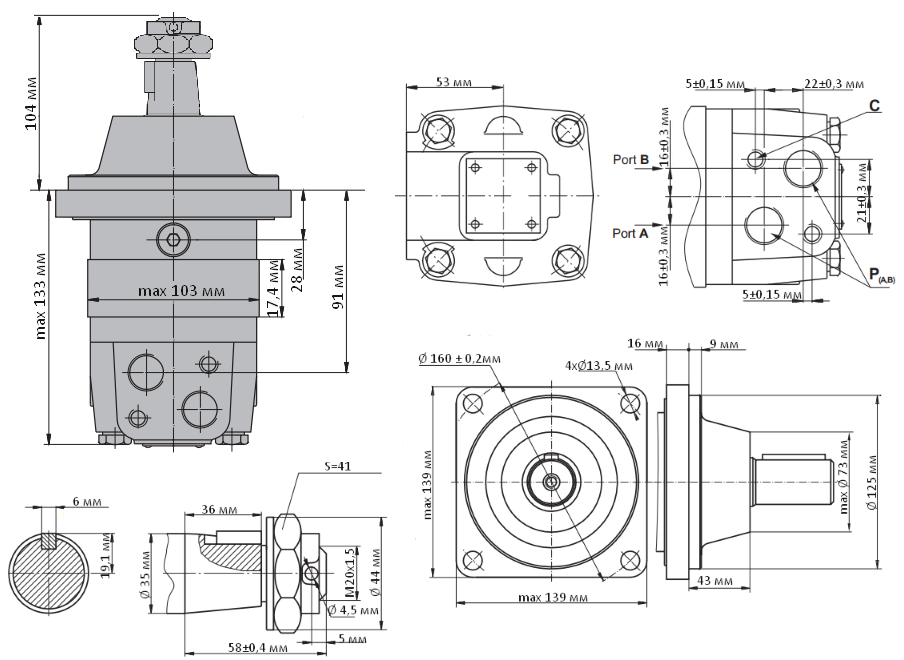 104 мм
max 133 мм
max 103 мм
17,4 мм
28 мм
91 мм
53 мм
Port B
Port A
5±0,15 мм
22±0,3 мм
C
16±0,3 мм
16±0,3 мм
21±0,3 мм
P(A,B)
5±0,15 мм
6 мм
19,1 мм
36 мм
S=41
Ø 35 мм
M20x1,5
Ø 44 мм
Ø 4,5 мм
5 мм
58±0,4 мм
Ø 160 ± 0,2мм
4xØ13,5 мм
max 139 мм
max 139 мм
16 мм
9 мм
max Ø 73 мм
Ø 125 мм
43 мм